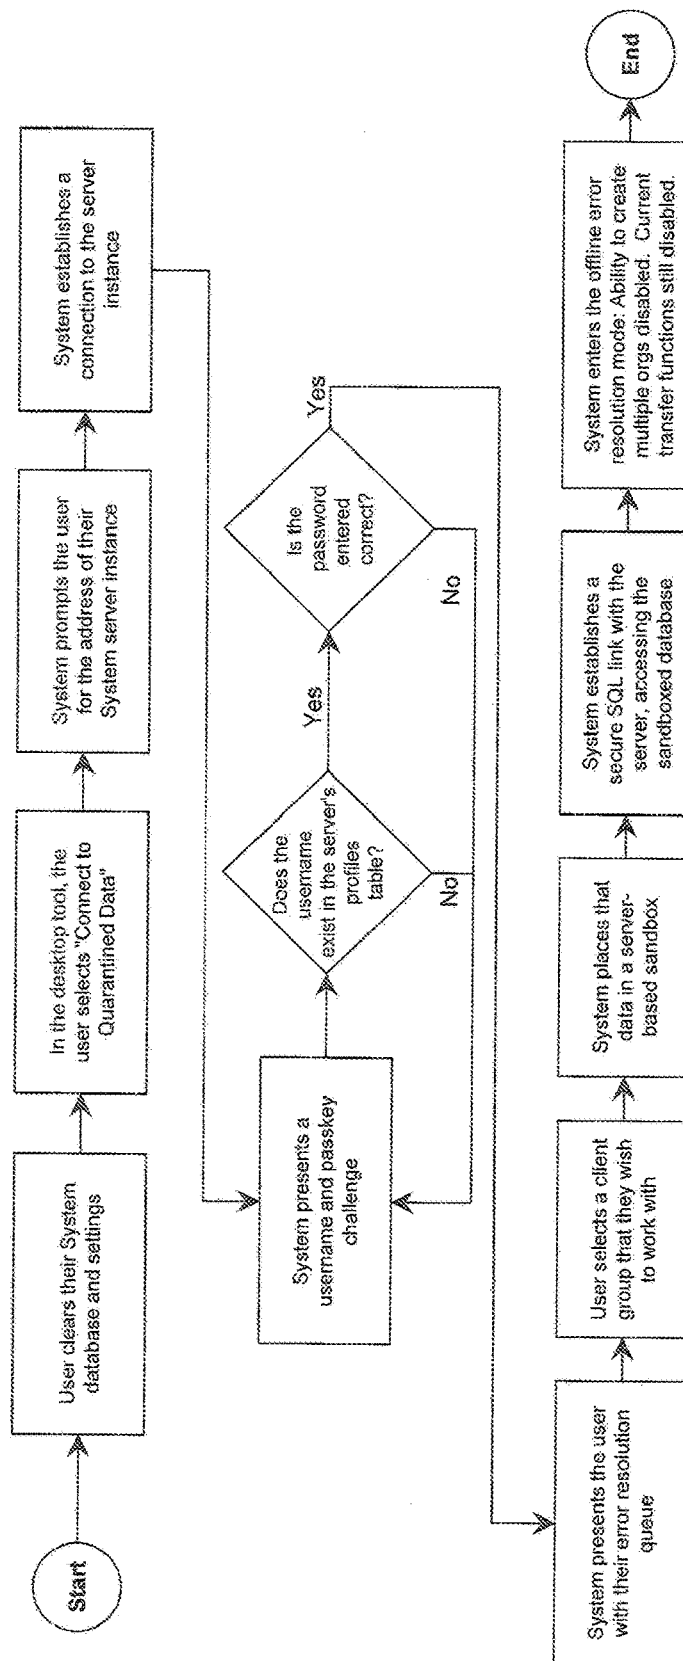 Start
User clears their System
database and settings
In the desktop tool, the
user selects "Connect to
Quarantined Data"
System prompts the user
for the address of their
System server instance
System establishes a
connection to the server
instance
System presents a
username and passkey
challenge
Does the
username
exist in the server's
profiles
table?
Yes
No
Is the
password
entered
correct?
Yes
No
System presents the user
with their error resolution
queue
User selects a client
group that they wish
to work with
System places that
data in a server-
based sandbox
System establishes a
secure SQL link with the
server, accessing the
sandboxed database
System enters the offline error
resolution mode: Ability to create
multiple orgs disabled. Current
transfer functions still disabled.
End